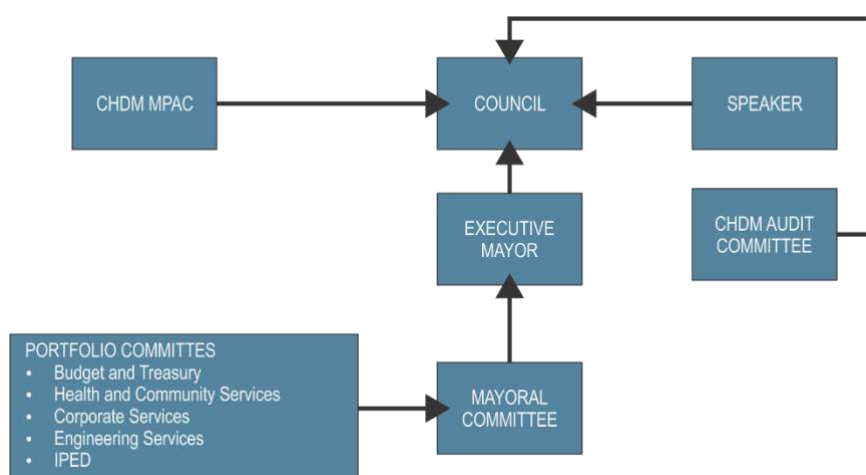 CHDM MPAC
COUNCIL
SPEAKER
EXECUTIVE
MAYOR
CHDM AUDIT
COMMITTEE
PORTFOLIO COMMITTES
• Budget and Treasury
• Health and Community Services
• Corporate Services
• Engineering Services
• IPED
MAYORAL
COMMITTEE